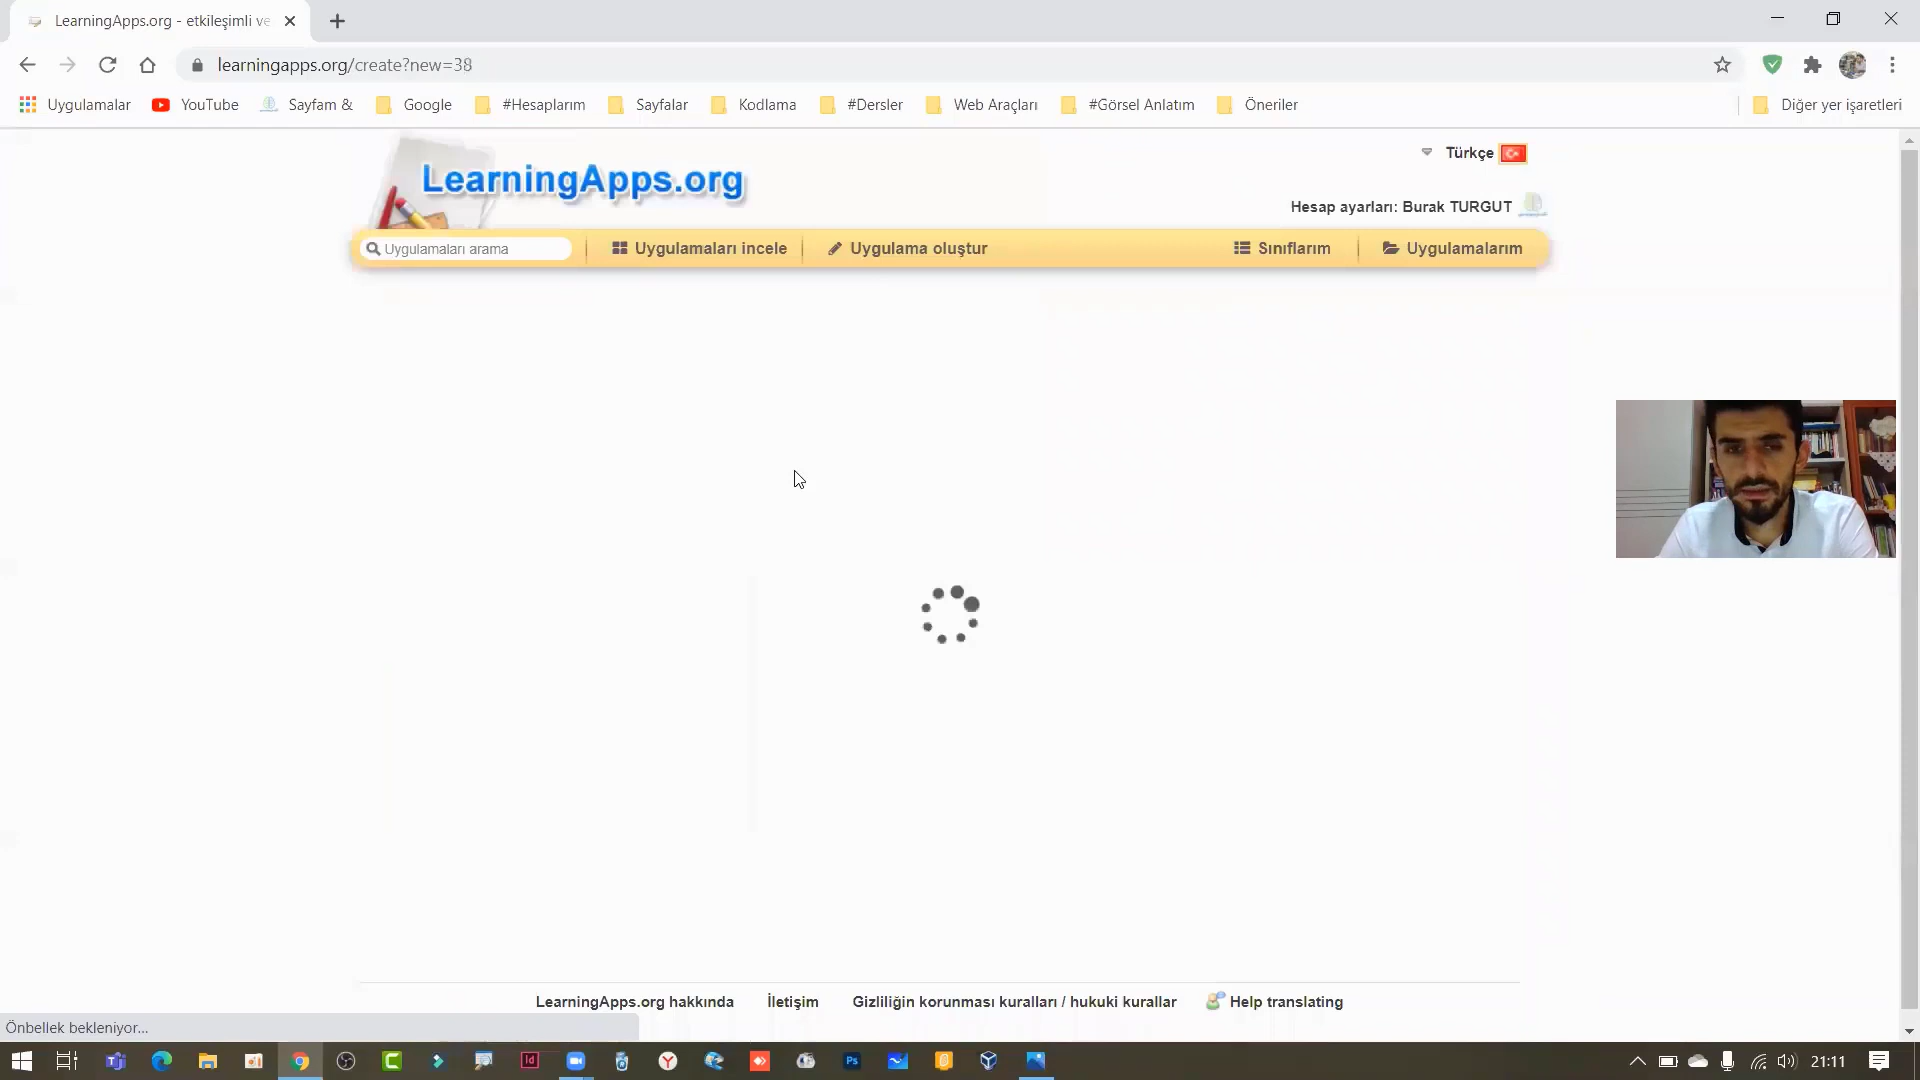 LearningApps.org - etkileşimli ve
learningapps.org/create?new=38
Uygulamalar YouTube Sayfam & Google #Hesaplarım Sayfalar Kodlama #Dersler Web Araçları #Görsel Anlatım Öneriler Diğer yer işaretleri
Türkçe
LearningApps.org
Hesap ayarları: Burak TURGUT
Uygulamaları arama Uygulamaları incele Uygulama oluştur Sınıflarım Uygulamalarım
LearningApps.org hakkında İletişim Gizliliğin korunması kuralları / hukuki kurallar Help translating
Önbellek bekleniyor...
21:11